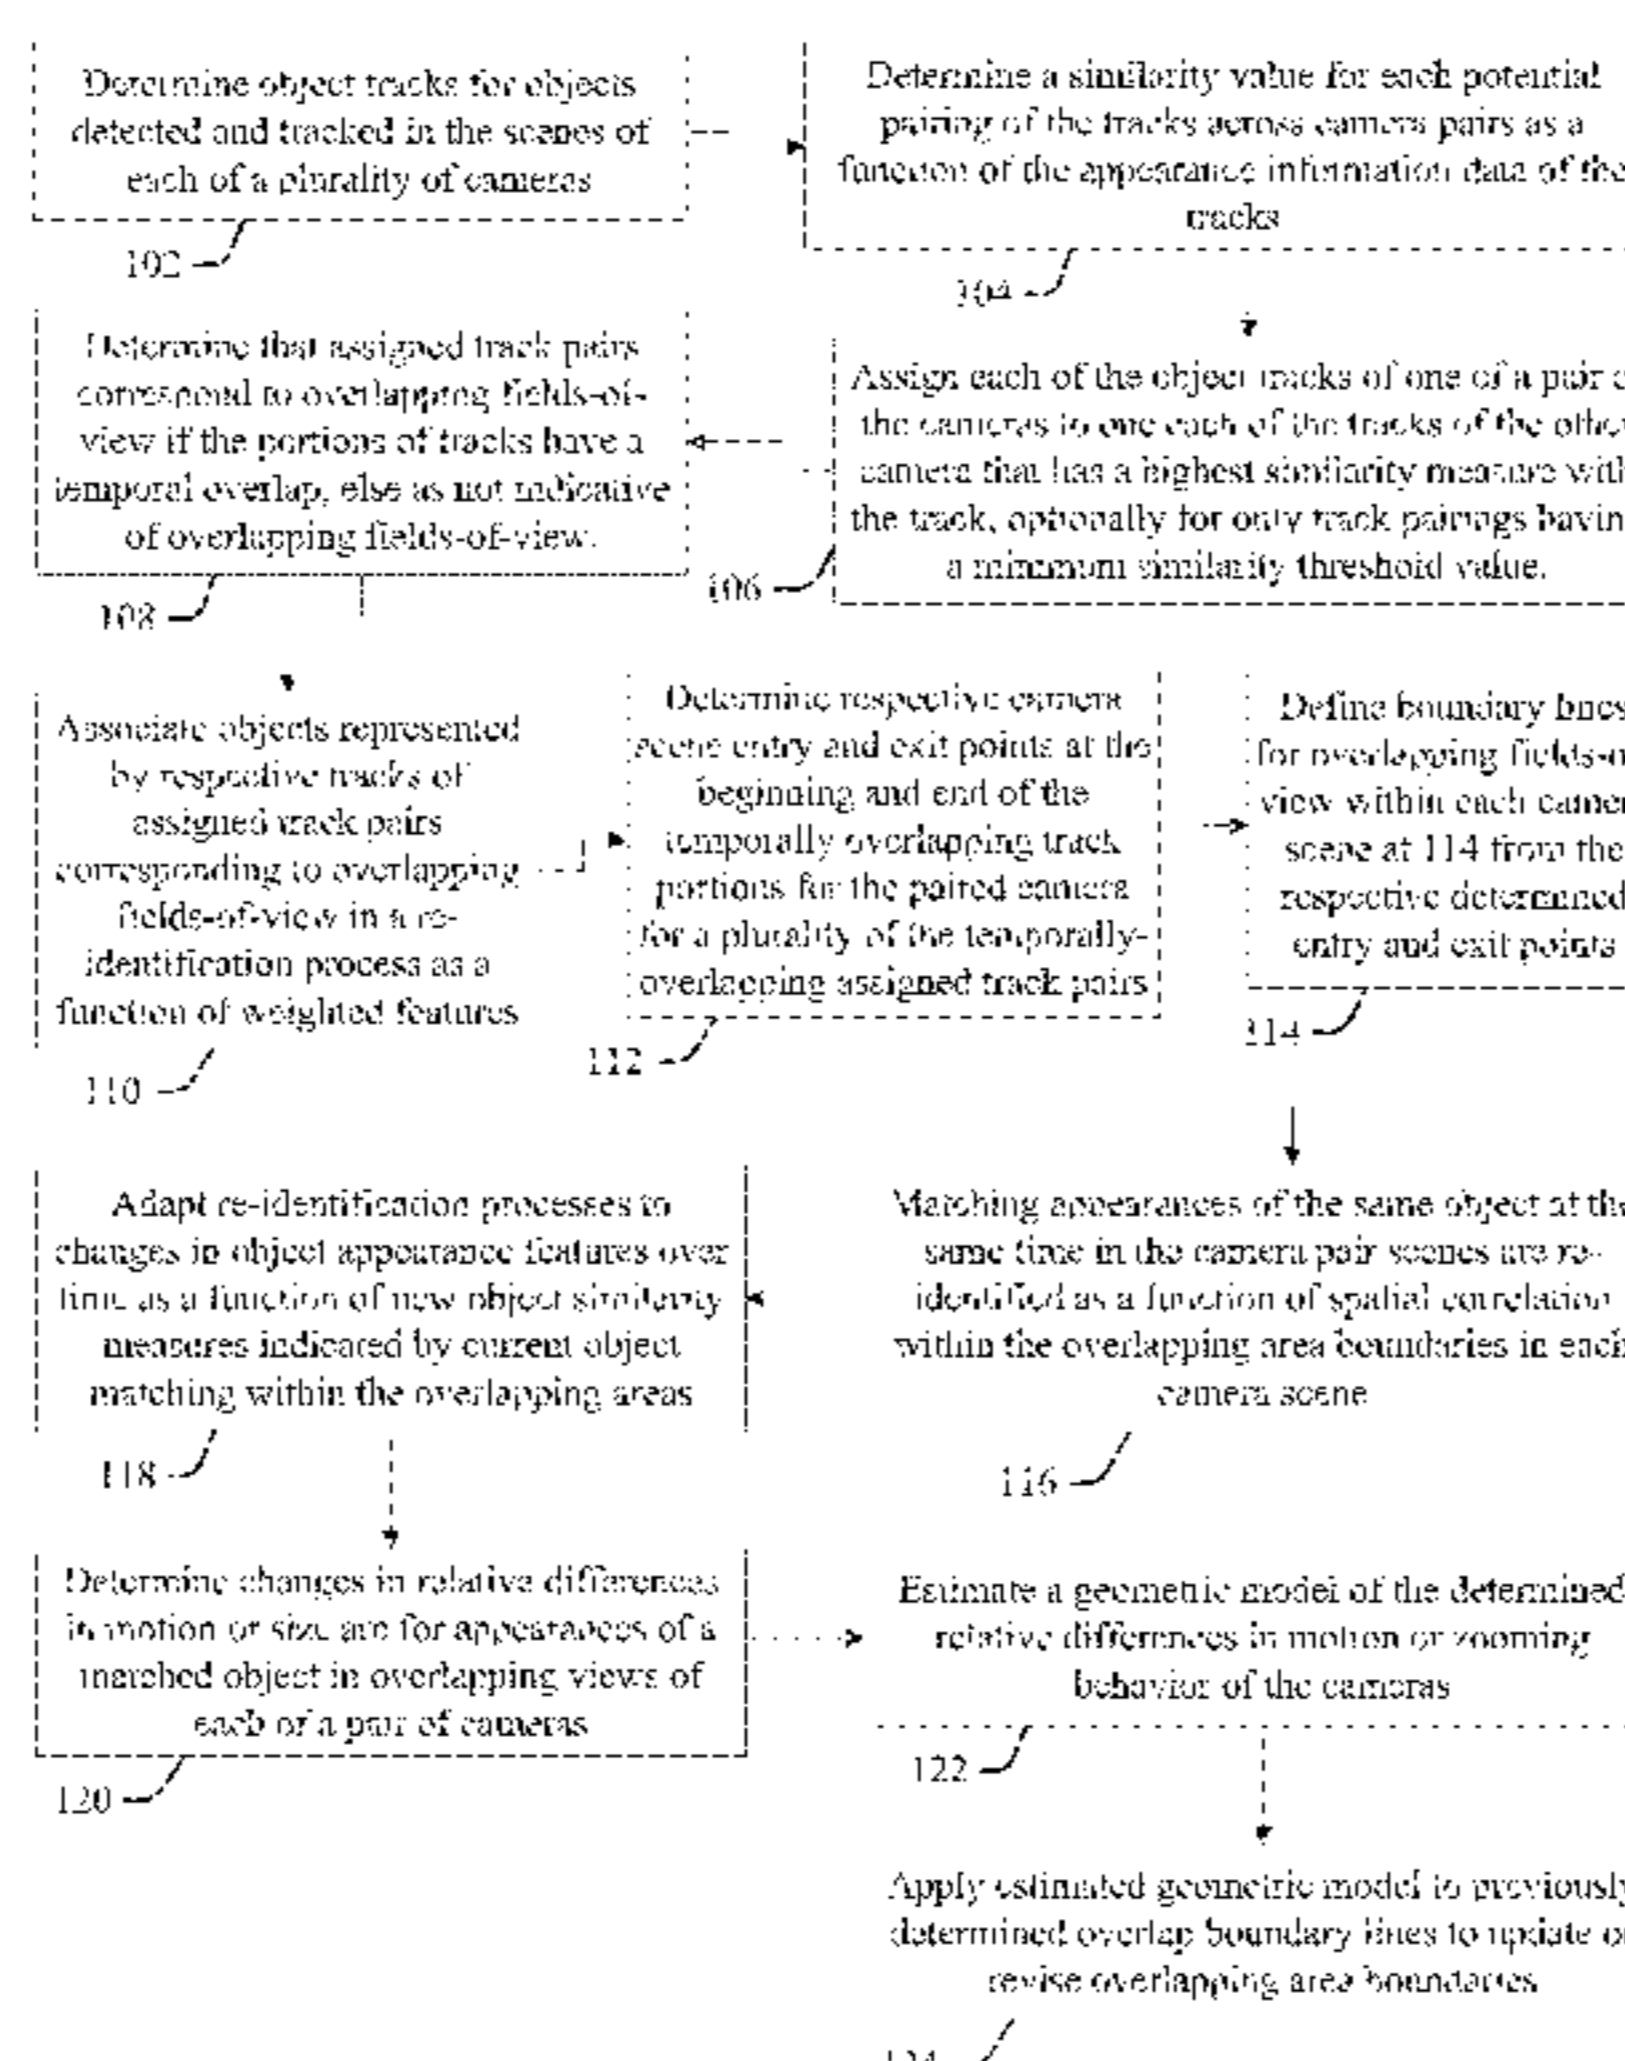 Determine object tracks for objects
detected and tracked in the scenes of
each of a plurality of cameras
102
Determine a similarity value for each potential
pairing of the tracks across camera pairs as a
function of the appearance information data of the
tracks
104
Determine that assigned track pairs
correspond to overlapping fields-of-
view if the portions of tracks have a
temporal overlap, else as not indicative
of overlapping fields-of-view.
108
Assign each of the object tracks of one of a pair
the cameras to one each of the tracks of the
camera that has a highest similarity measure
the track, optionally for only track pairings
a minimum similarity threshold value.
106
Associate objects represented
by respective tracks of
assigned track pairs
corresponding to overlapping
fields-of-view in a re-
identification process as a
function of weighted features
110
Determine respective camera
scene entry and exit points at the
beginning and end of the
temporally overlapping track
portions for the paired camera
for a plurality of the temporally-
overlapping assigned track pairs
112
Define boundary lines
for overlapping
view within each
scene at 114 from the
respective determined
entry and exit points
114
Adapt re-identification processes to
changes in object appearance features over
time as a function of new object similarity
measures indicated by current object
matching within the overlapping areas
118
Matching appearances of the same object at the
same time in the camera pair scenes are re-
identified as a function of spatial correlation
within the overlapping area boundaries in each
camera scene
116
Determine changes in relative differences
in motion or size are for appearances of a
matched object in overlapping views of
each of a pair of cameras
120
Estimate a geometric model of the determined
relative differences in motion or zooming
behavior of the cameras
122
Apply estimated geometric model to previously
determined overlap boundary lines to update
revise overlapping area boundaries